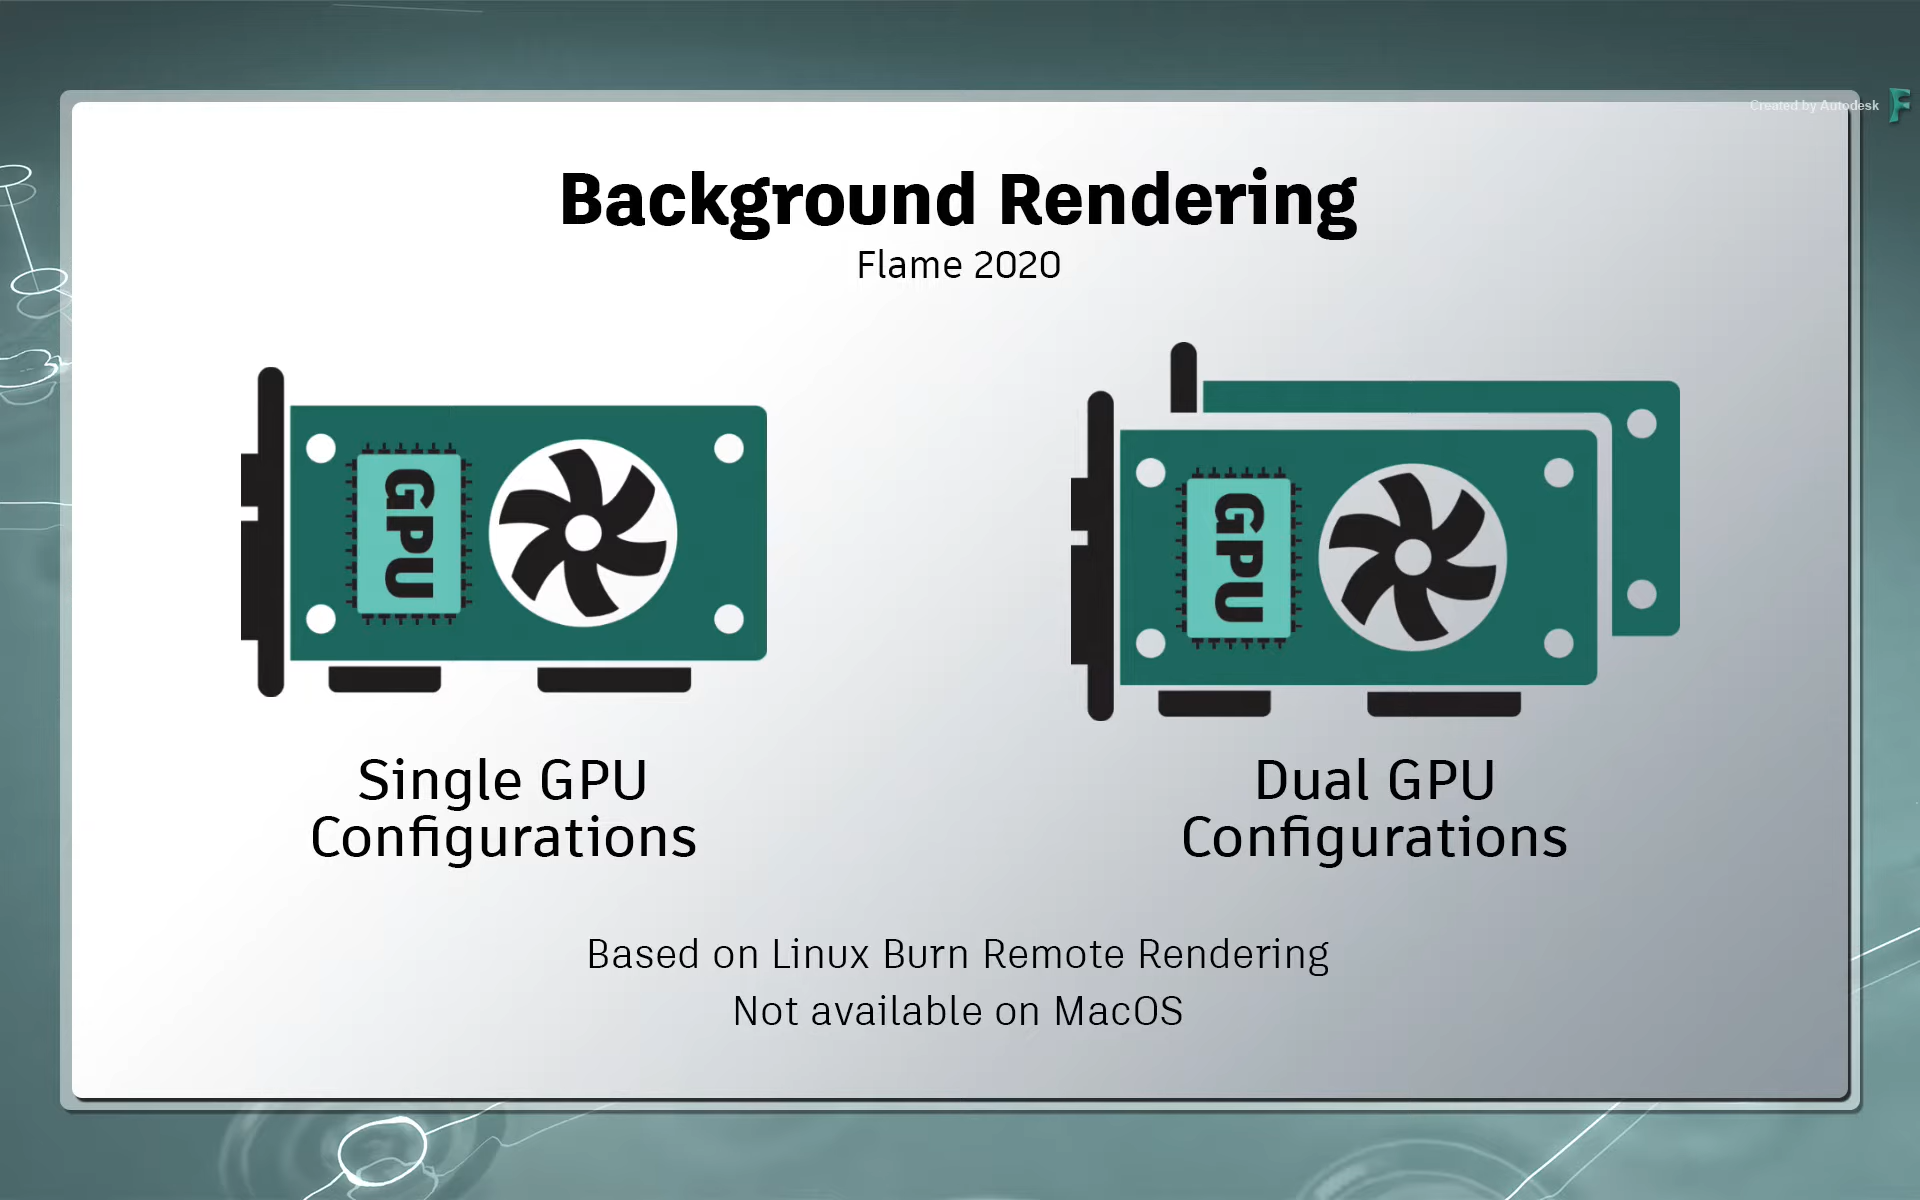 Created by Autodesk
Background Rendering
Flame 2020
GPU
GPU
Single GPU
Configurations
Dual GPU
Configurations
Based on Linux Burn Remote Rendering
Not available on MacOS